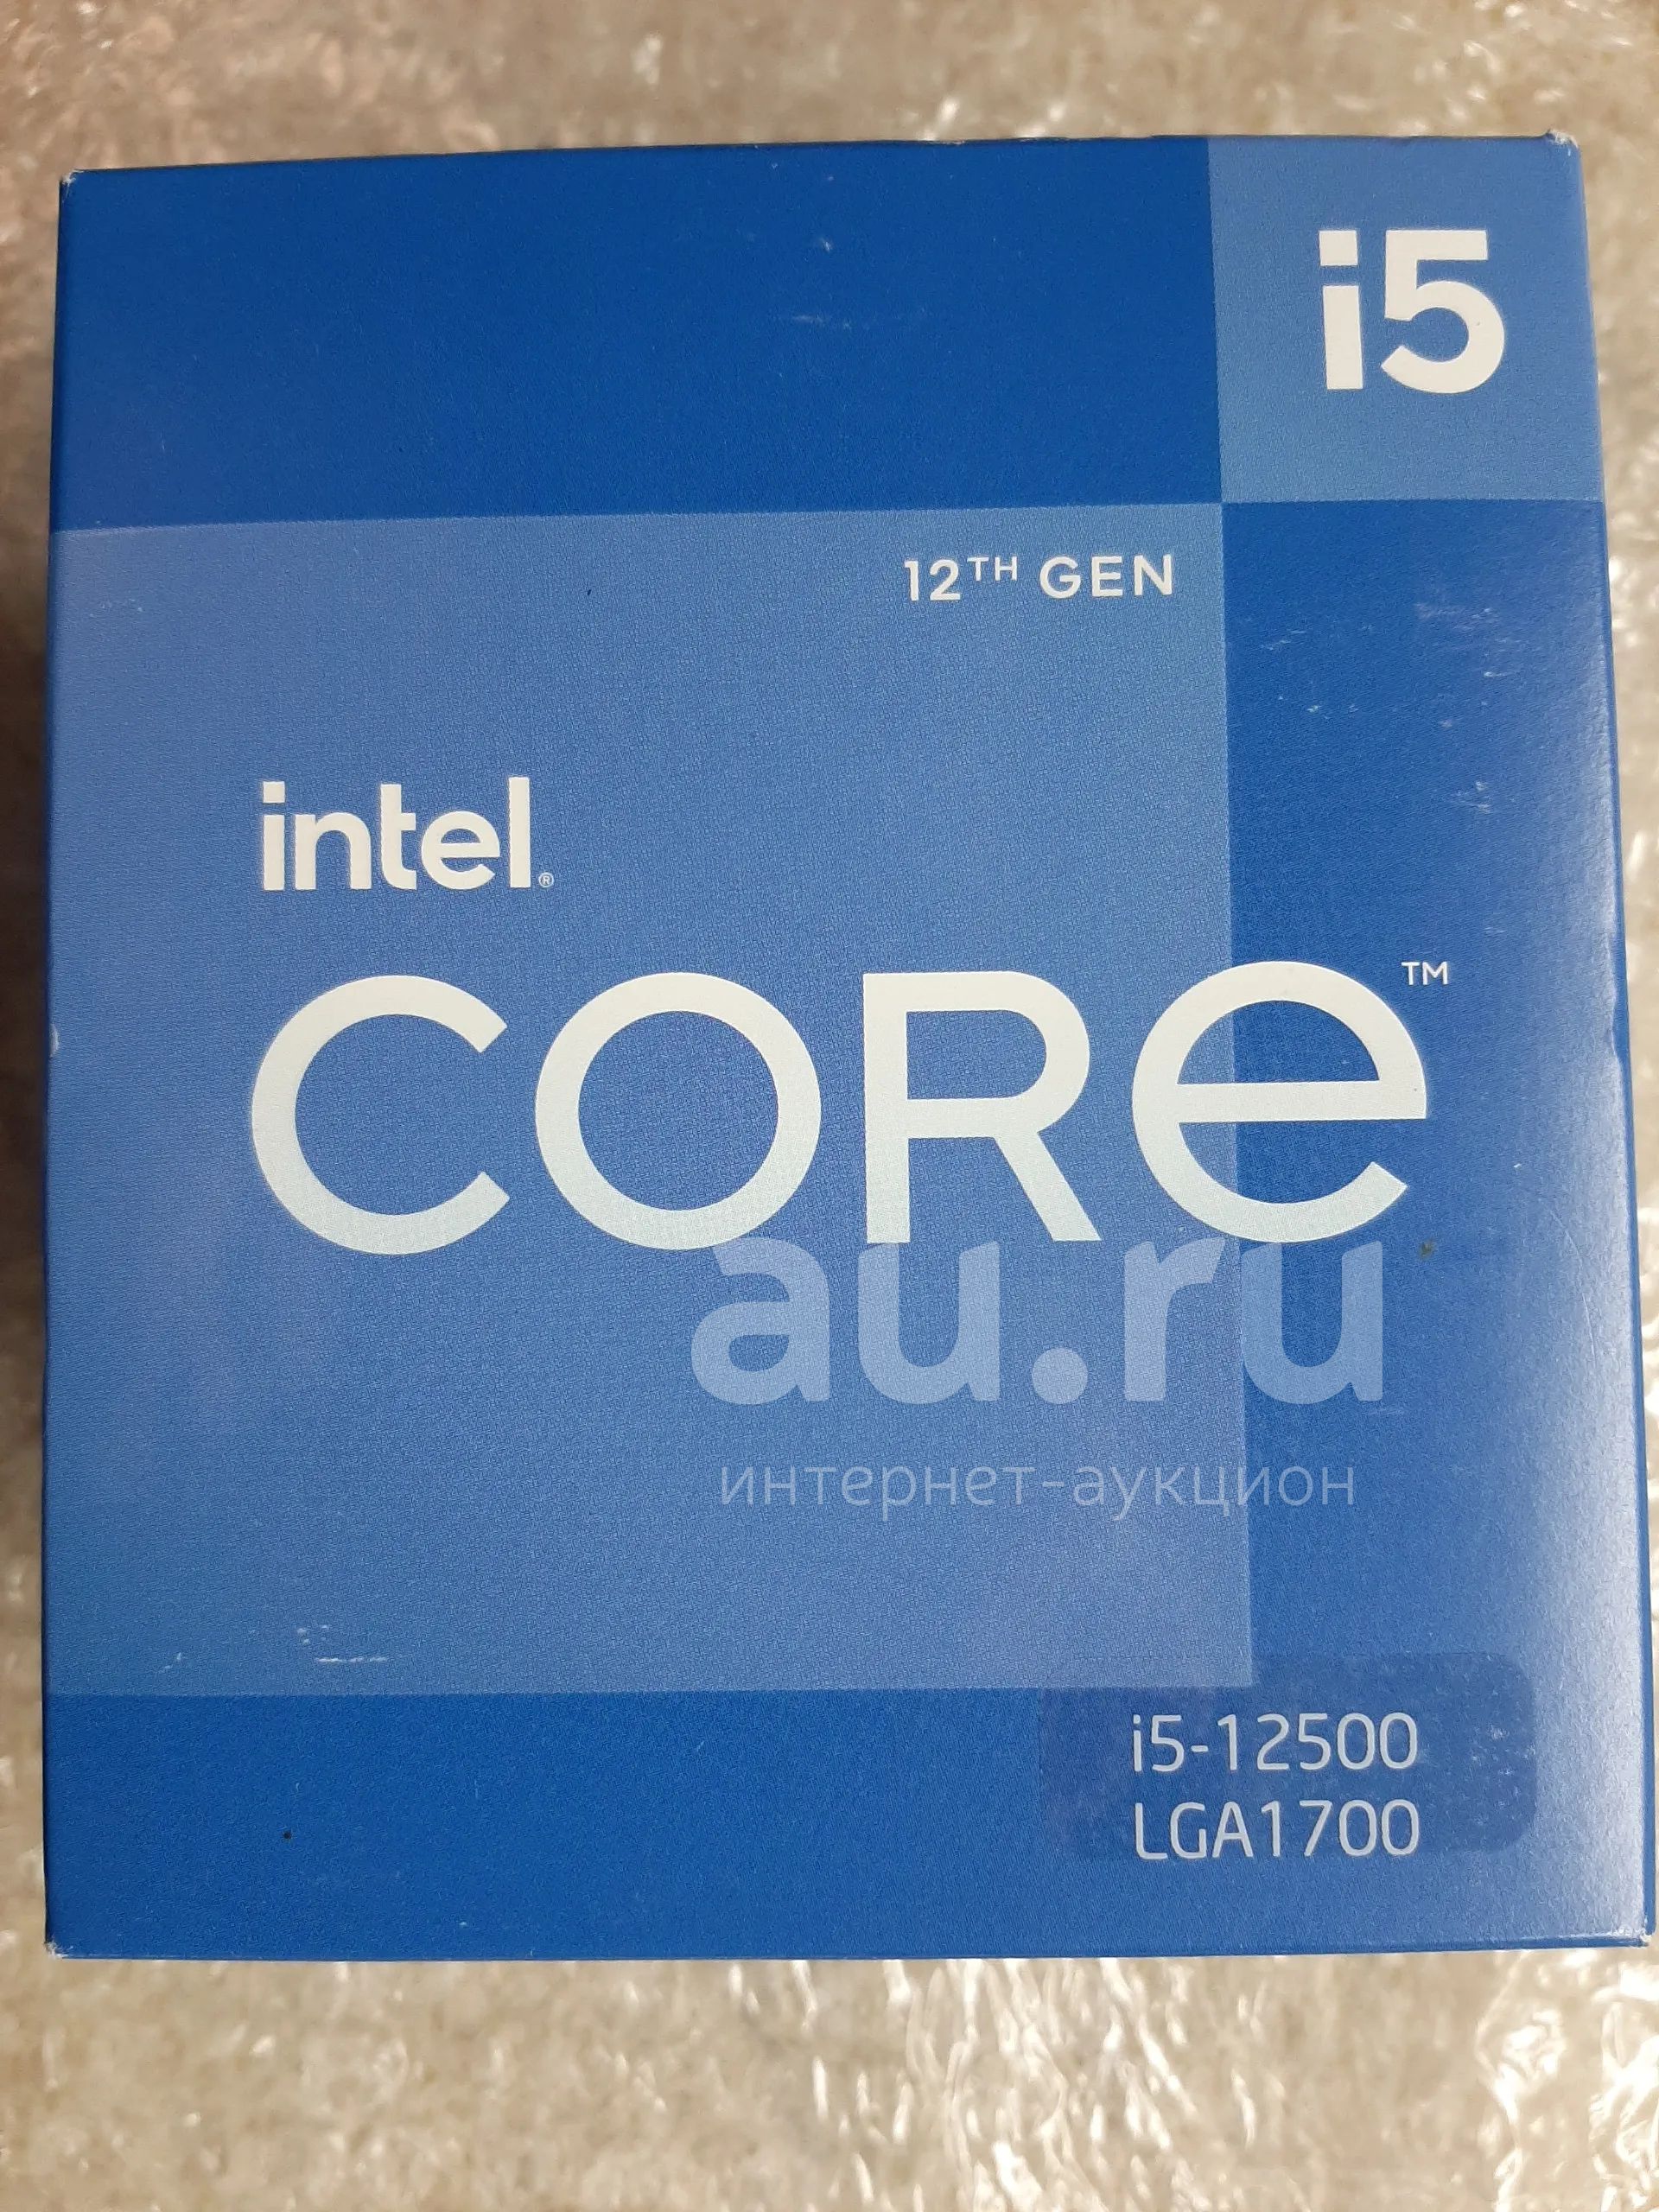 i5
12TH GEN
intel®
CORe™
au.ru
интернет-аукцион
i5-12500
LGA1700